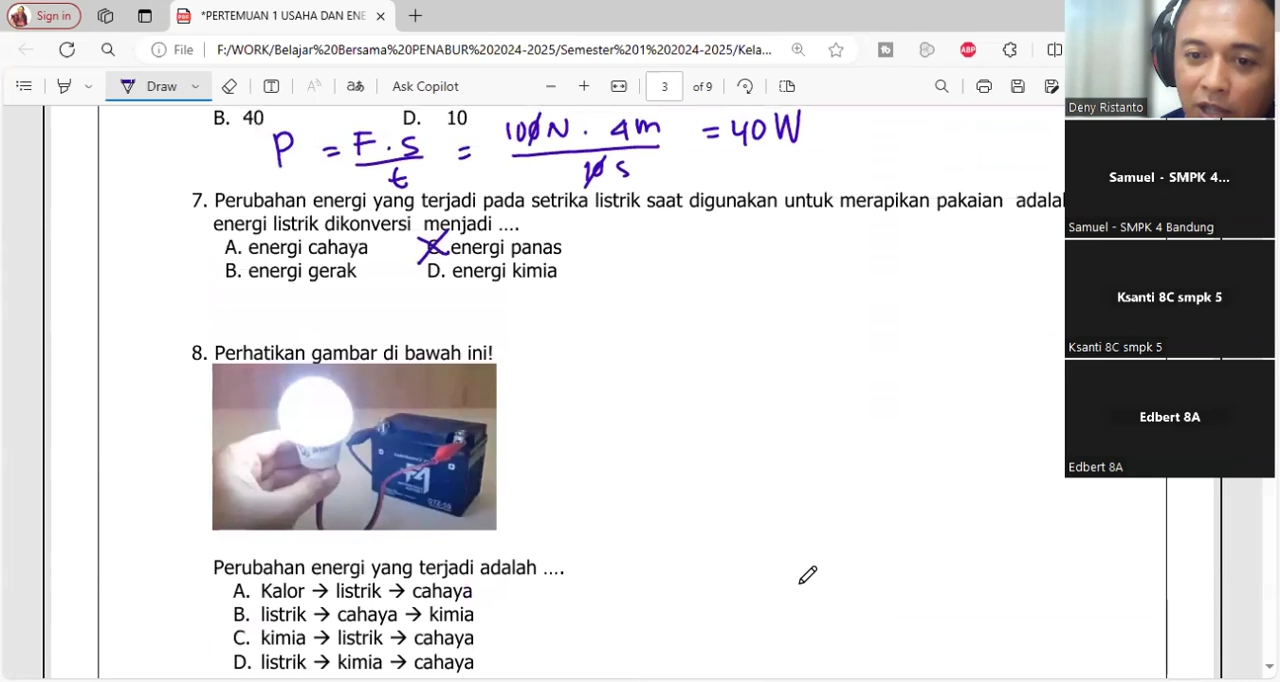 Sign in
*PERTEMUAN 1 USAHA DAN ENE
File
F:/WORK/Belajar%20Bersama%20PENABUR%202024-2025/Semester%201%202024-2025/Kela...
ABP
Draw
Ask Copilot
3 of 9
Deny Ristanto
B. 40 D. 10
P = F . s / t = 100 N . 4 m / 10 s = 40 W
7. Perubahan energi yang terjadi pada setrika listrik saat digunakan untuk merapikan pakaian adalal
energi listrik dikonversi menjadi ....
A. energi cahaya C. energi panas
B. energi gerak D. energi kimia
8. Perhatikan gambar di bawah ini!
Perubahan energi yang terjadi adalah ....
A. Kalor → listrik → cahaya
B. listrik → cahaya → kimia
C. kimia → listrik → cahaya
D. listrik → kimia → cahaya
Samuel - SMPK 4...
Samuel - SMPK 4 Bandung
Ksanti 8C smpk 5
Ksanti 8C smpk 5
Edbert 8A
Edbert 8A